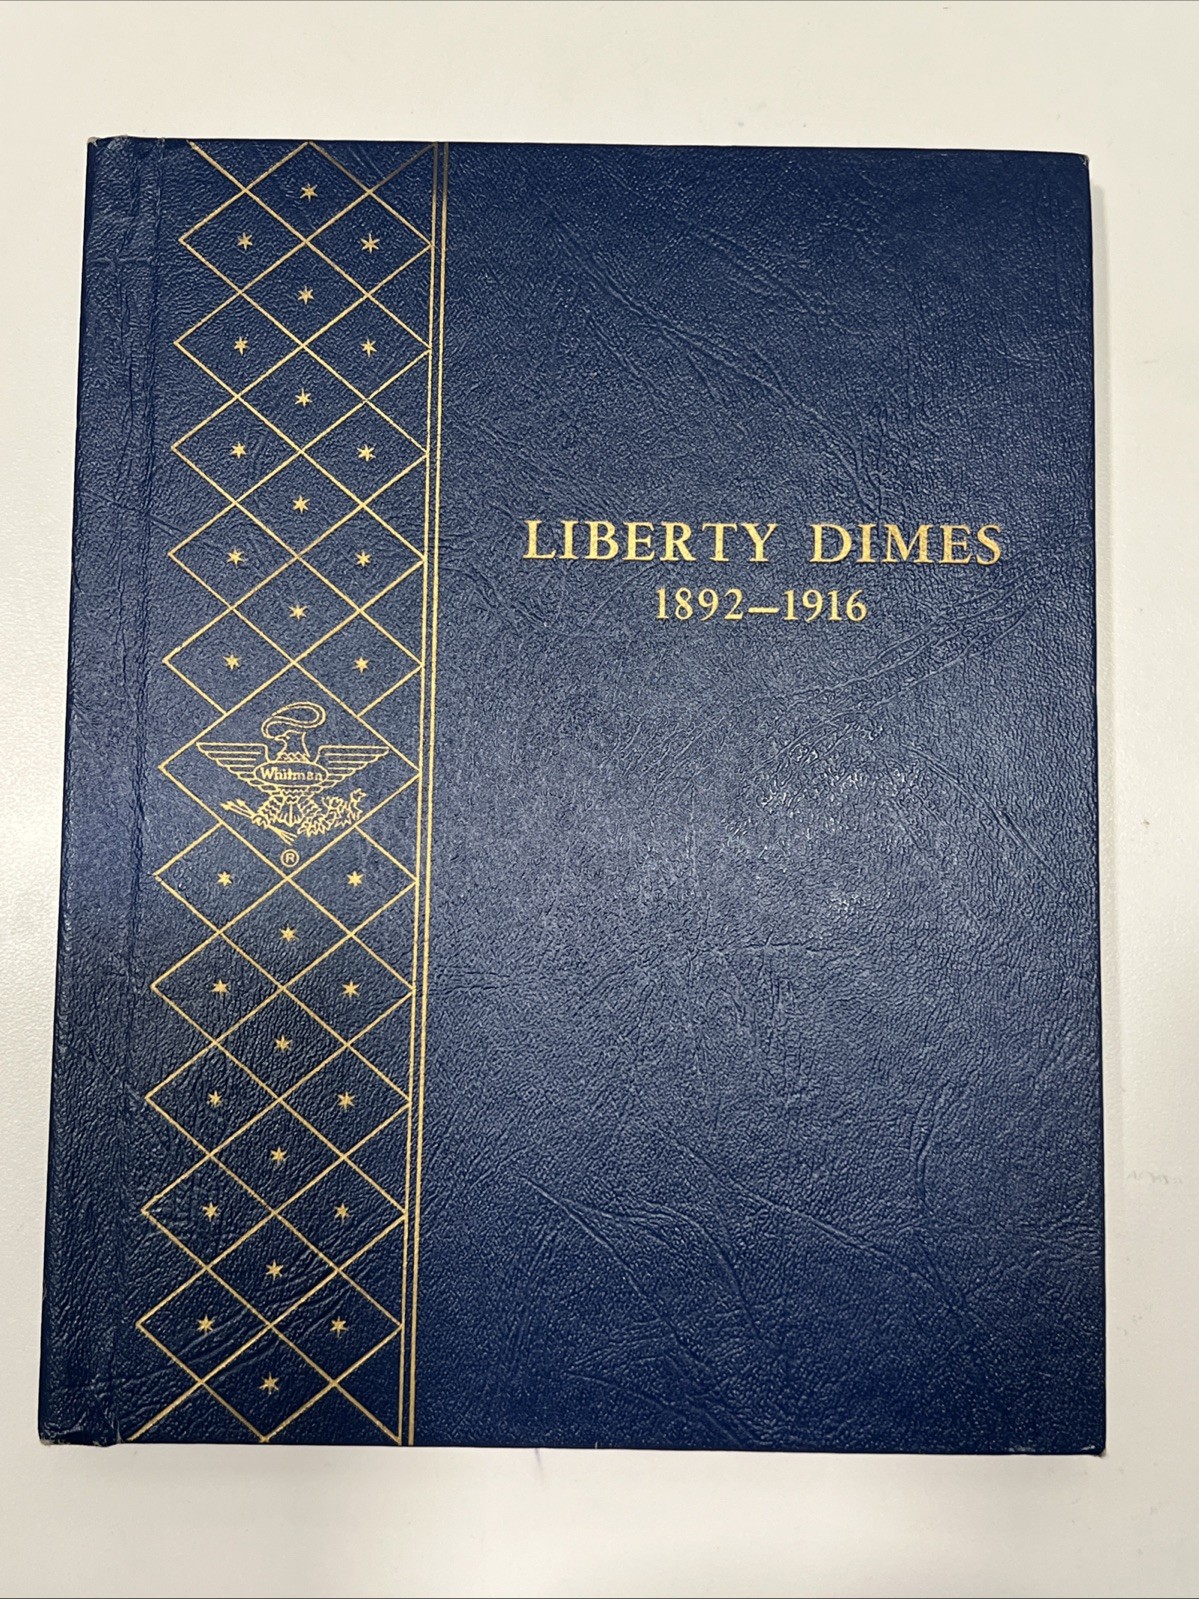 LIBERTY DIMES
1892–1916
Whitman
®